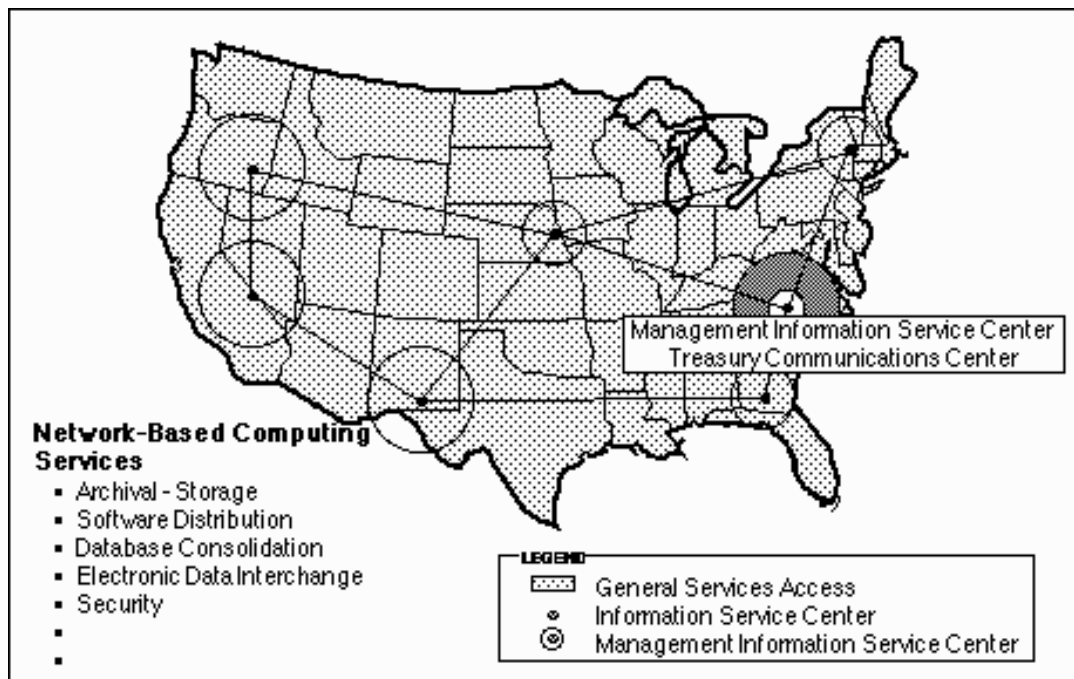 Management Information Service Center
Treasury Communications Center
Network-Based Computing
Services
▪ Archival - Storage
▪ Software Distribution
▪ Database Consolidation
▪ Electronic Data Interchange
▪ Security
▪
▪
LEGEND
General Services Access
Information Service Center
Management Information Service Center